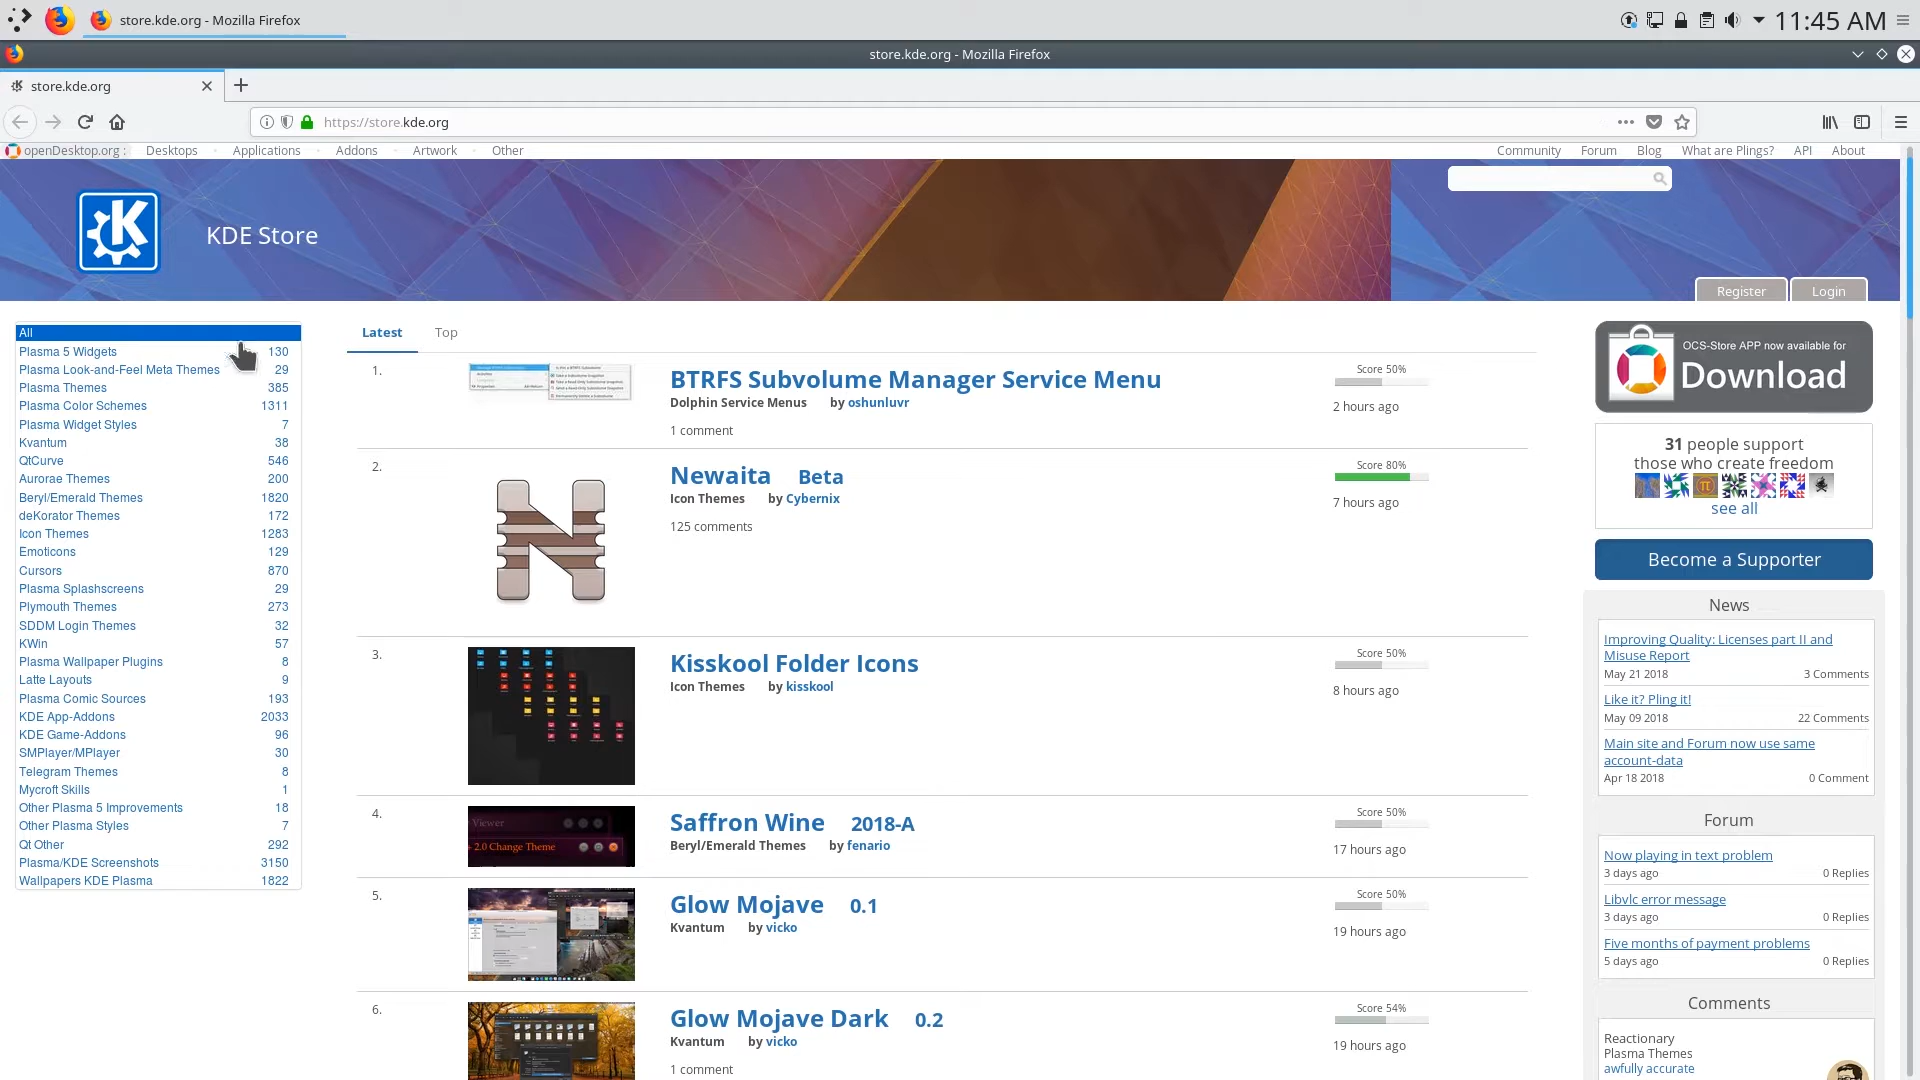 store.kde.org - Mozilla Firefox
11:45 AM
store.kde.org - Mozilla Firefox
store.kde.org
https://store.kde.org
openDesktop.org :
Desktops
Applications
Addons
Artwork
Other
Community
Forum
Blog
What are Plings?
API
About
KDE Store
Register
Login
All
Plasma 5 Widgets 130
Plasma Look-and-Feel Meta Themes 29
Plasma Themes 385
Plasma Color Schemes 1311
Plasma Widget Styles 7
Kvantum 38
QtCurve 546
Aurorae Themes 200
Beryl/Emerald Themes 1820
deKorator Themes 172
Icon Themes 1283
Emoticons 129
Cursors 870
Plasma Splashscreens 29
Plymouth Themes 273
SDDM Login Themes 32
KWin 57
Plasma Wallpaper Plugins 8
Latte Layouts 9
Plasma Comic Sources 193
KDE App-Addons 2033
KDE Game-Addons 96
SMPlayer/MPlayer 30
Telegram Themes 8
Mycroft Skills 1
Other Plasma 5 Improvements 18
Other Plasma Styles 7
Qt Other 292
Plasma/KDE Screenshots 3150
Wallpapers KDE Plasma 1822
Latest Top
1.
BTRFS Subvolume Manager Service Menu
Dolphin Service Menus by oshunluvr
1 comment
Score 50%
2 hours ago
2.
Newaita Beta
Icon Themes by Cybernix
125 comments
Score 80%
7 hours ago
3.
Kisskool Folder Icons
Icon Themes by kisskool
Score 50%
8 hours ago
4.
Viewer
2.0 Change Theme
Saffron Wine 2018-A
Beryl/Emerald Themes by fenario
Score 50%
17 hours ago
5.
Glow Mojave 0.1
Kvantum by vicko
Score 50%
19 hours ago
6.
Glow Mojave Dark 0.2
Kvantum by vicko
1 comment
Score 54%
19 hours ago
OCS-Store APP now available for
Download
31 people support
those who create freedom
see all
Become a Supporter
News
Improving Quality: Licenses part II and
Misuse Report
May 21 2018 3 Comments
Like it? Pling it!
May 09 2018 22 Comments
Main site and Forum now use same
account-data
Apr 18 2018 0 Comment
Forum
Now playing in text problem
3 days ago 0 Replies
Libvlc error message
3 days ago 0 Replies
Five months of payment problems
5 days ago 0 Replies
Comments
Reactionary
Plasma Themes
awfully accurate